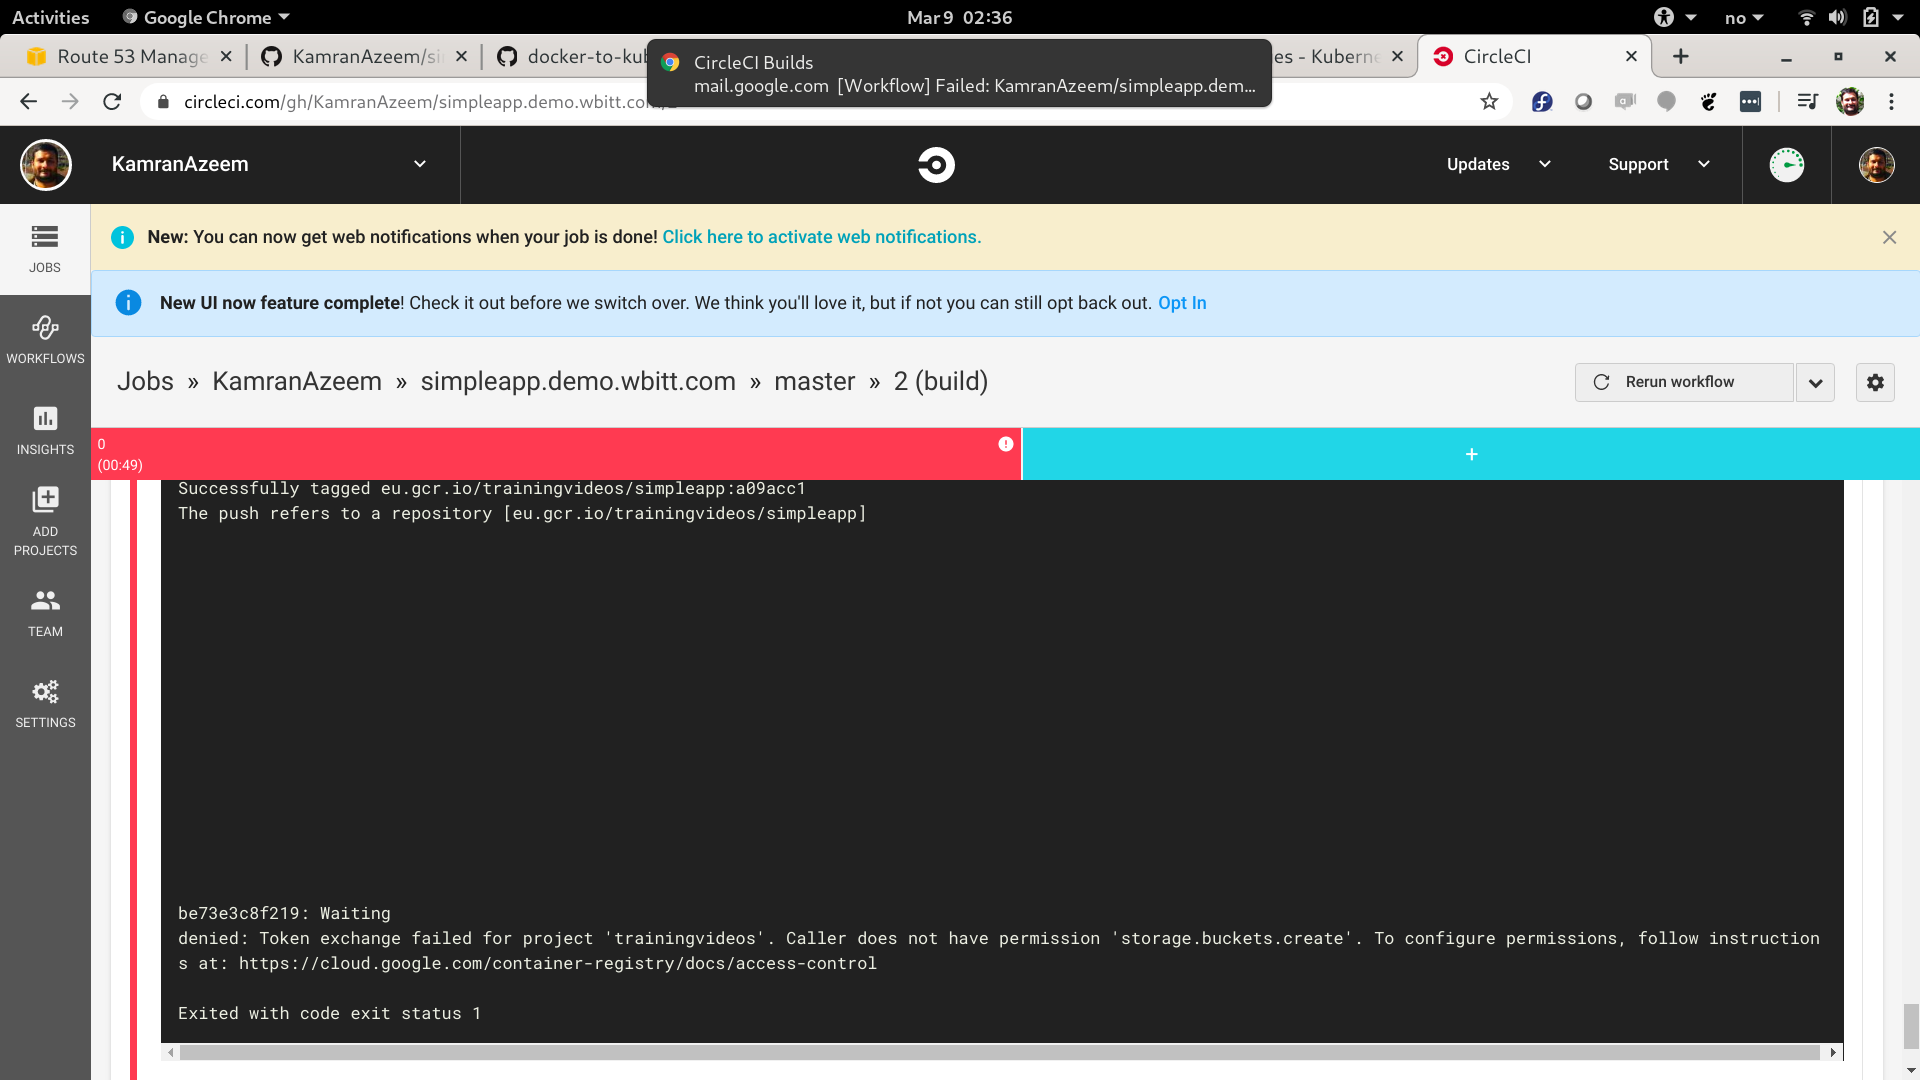 Activities
Google Chrome
Mar 9 02:36
no
Route 53 Manage
KamranAzeem/si
docker-to-kub
es - Kuberne
CircleCI
CircleCI Builds
mail.google.com [Workflow] Failed: KamranAzeem/simpleapp.dem...
circleci.com/gh/KamranAzeem/simpleapp.demo.wbitt.com/2
KamranAzeem
Updates
Support
JOBS
WORKFLOWS
INSIGHTS
ADD
PROJECTS
TEAM
SETTINGS
New: You can now get web notifications when your job is done! Click here to activate web notifications.
New UI now feature complete! Check it out before we switch over. We think you'll love it, but if not you can still opt back out. Opt In
Jobs » KamranAzeem » simpleapp.demo.wbitt.com » master » 2 (build)
Rerun workflow
0
(00:49)
+
Successfully tagged eu.gcr.io/trainingvideos/simpleapp:a09acc1
The push refers to a repository [eu.gcr.io/trainingvideos/simpleapp]
be73e3c8f219: Waiting
denied: Token exchange failed for project 'trainingvideos'. Caller does not have permission 'storage.buckets.create'. To configure permissions, follow instruction
s at: https://cloud.google.com/container-registry/docs/access-control
Exited with code exit status 1